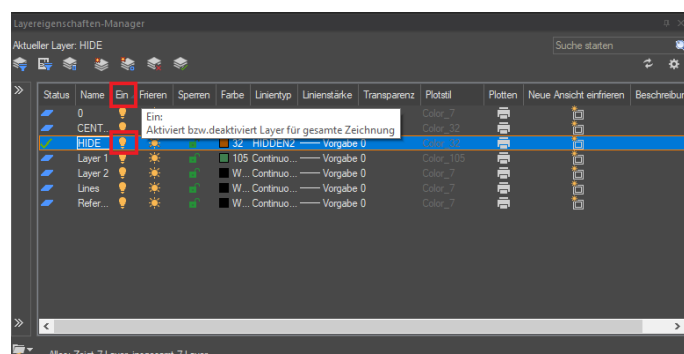 Layereigenschaften-Manager
Aktueller Layer: HIDE
Suche starten
Status Name Ein Frieren Sperren Farbe Linientyp Linienstärke Transparenz Plotstil Plotten Neue Ansicht einfrieren Beschreibur
0 Color_7
Ein:
Aktiviert bzw.deaktiviert Layer für gesamte Zeichnung
CENT... Color_32
HIDE 32 HIDDEN2 Vorgabe 0 Color_32
Layer 1 105 Continuo... Vorgabe 0 Color_105
Layer 2 W... Continuo... Vorgabe 0 Color_7
Lines W... Continuo... Vorgabe 0 Color_7
Refer... W... Continuo... Vorgabe 0 Color_7